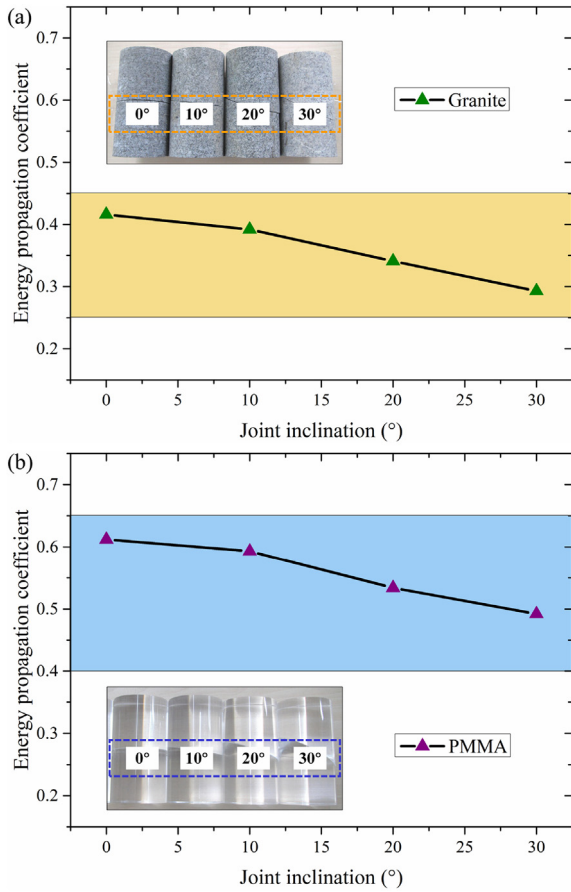 (a)
Energy propagation coefficient
0.7
0.6
0.5
0.4
0.3
0.2
0° 10° 20° 30°
Granite
0 5 10 15 20 25 30
Joint inclination (°)
(b)
Energy propagation coefficient
0.7
0.6
0.5
0.4
0.3
0.2
0° 10° 20° 30°
PMMA
0 5 10 15 20 25 30
Joint inclination (°)